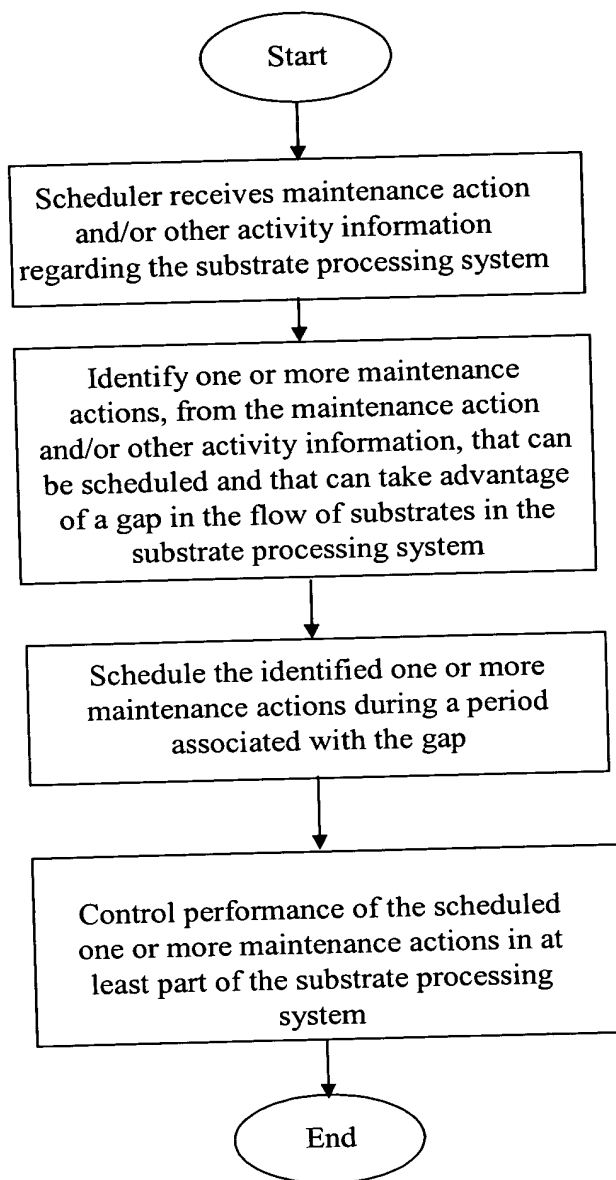 Start
Scheduler receives maintenance action
and/or other activity information
regarding the substrate processing system
Identify one or more maintenance
actions, from the maintenance action
and/or other activity information, that can
be scheduled and that can take advantage
of a gap in the flow of substrates in the
substrate processing system
Schedule the identified one or more
maintenance actions during a period
associated with the gap
Control performance of the scheduled
one or more maintenance actions in at
least part of the substrate processing
system
End